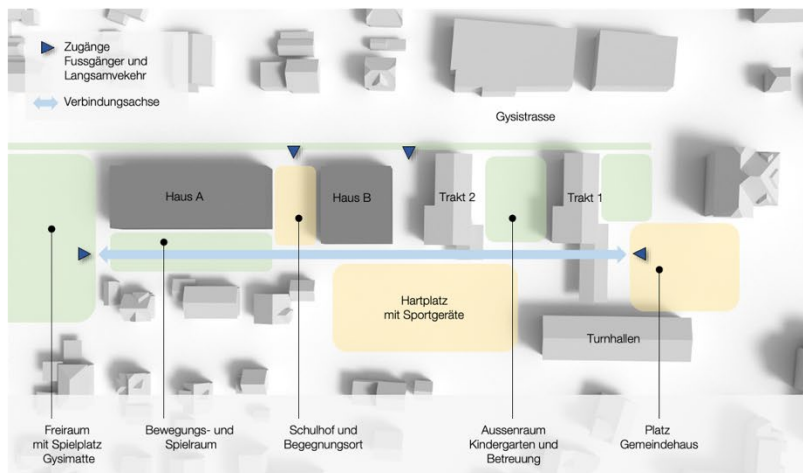 Zugänge
Fussgänger und
Langsamvekehr
Verbindungsachse
Gysistrasse
Haus A
Haus B
Trakt 2
Trakt 1
Hartplatz
mit Sportgeräte
Turnhallen
Freiraum
mit Spielplatz
Gysimatte
Bewegungs- und
Spielraum
Schulhof und
Begegnungsort
Aussenraum
Kindergarten und
Betreuung
Platz
Gemeindehaus